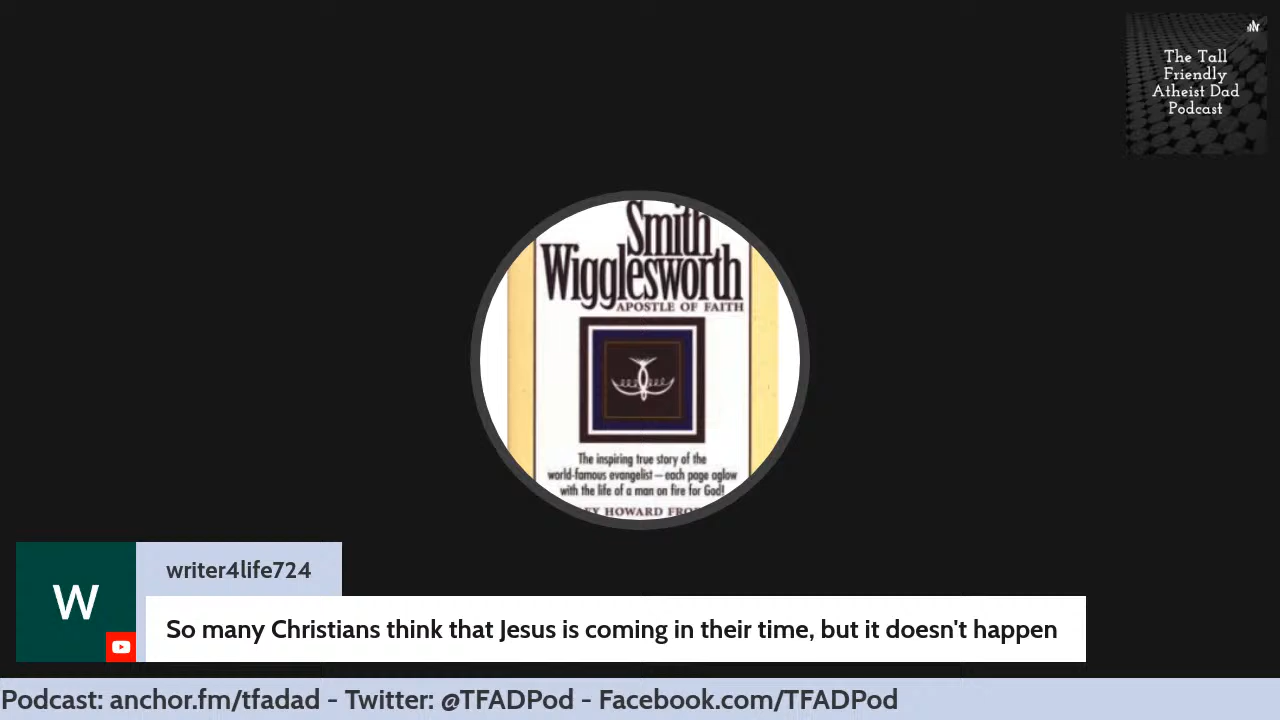 The Tall
Friendly
Atheist Dad
Podcast
Smith
Wigglesworth
APOSTLE OF FAITH
The inspiring true story of the
world-famous evangelist – each page aglow
with the life of a man on fire for God!
HOWARD
W
writer4life724
So many Christians think that Jesus is coming in their time, but it doesn't happen
Podcast: anchor.fm/tfadad - Twitter: @TFADPod - Facebook.com/TFADPod